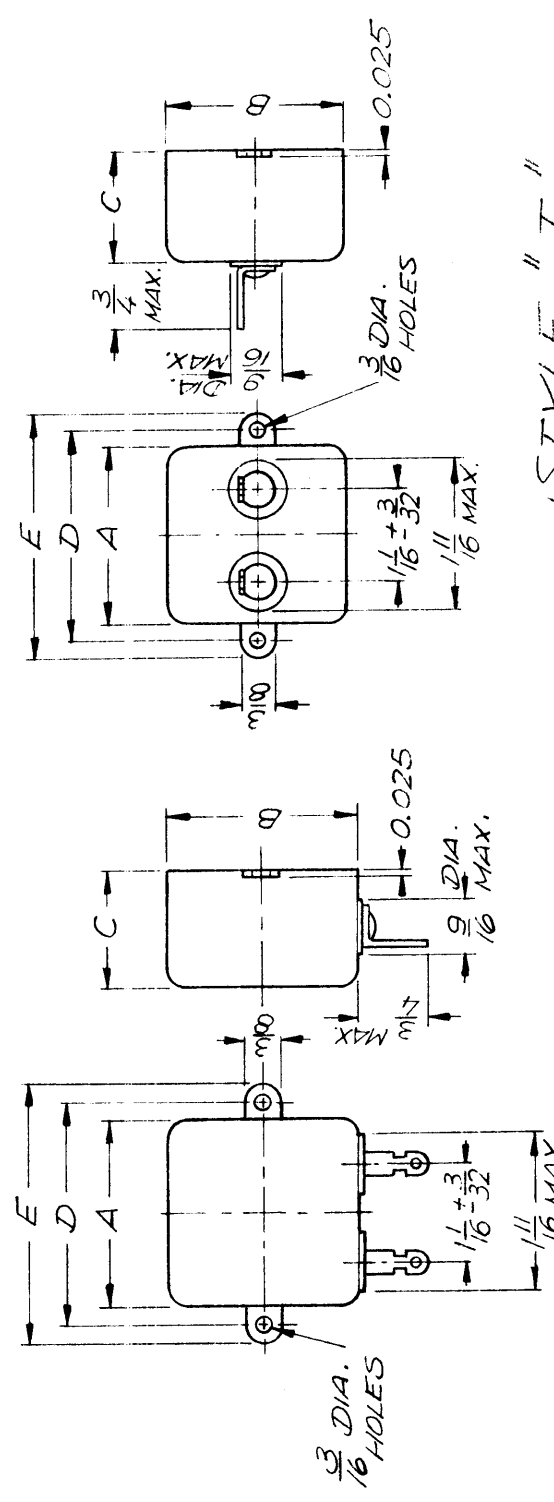 E
D
A
3/8
3/16 DIA.
HOLES
1 1/16 ± 3/32
1 11/16 MAX
C
B
0.025
3/4
MAX.
9/16 DIA.
MAX.
E
D
A
3/8
3/16 DIA.
HOLES
1 1/16 ± 3/32
1 11/16 MAX.
3/4
MAX.
C
B
9/16
DIA.
MAX.
0.025
STYLE